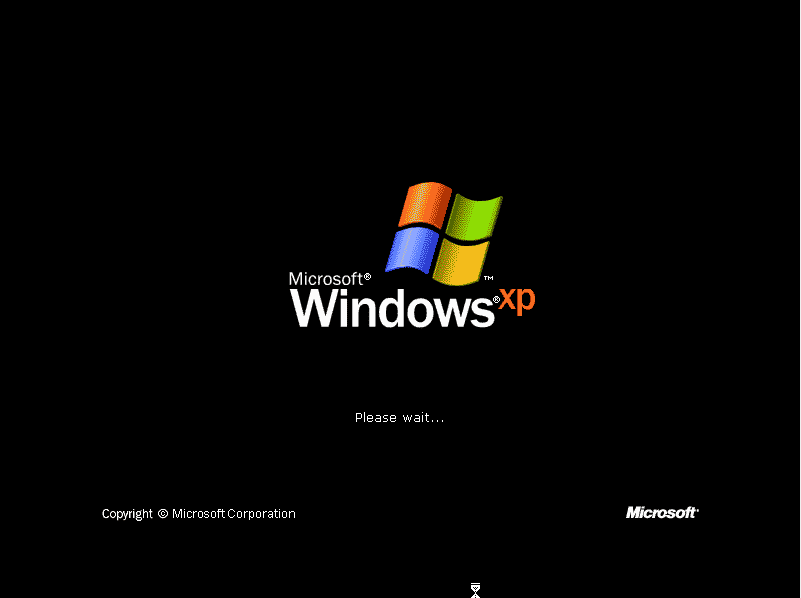 Microsoft®
Windows® xp
™
Please wait...
Copyright © Microsoft Corporation
Microsoft®